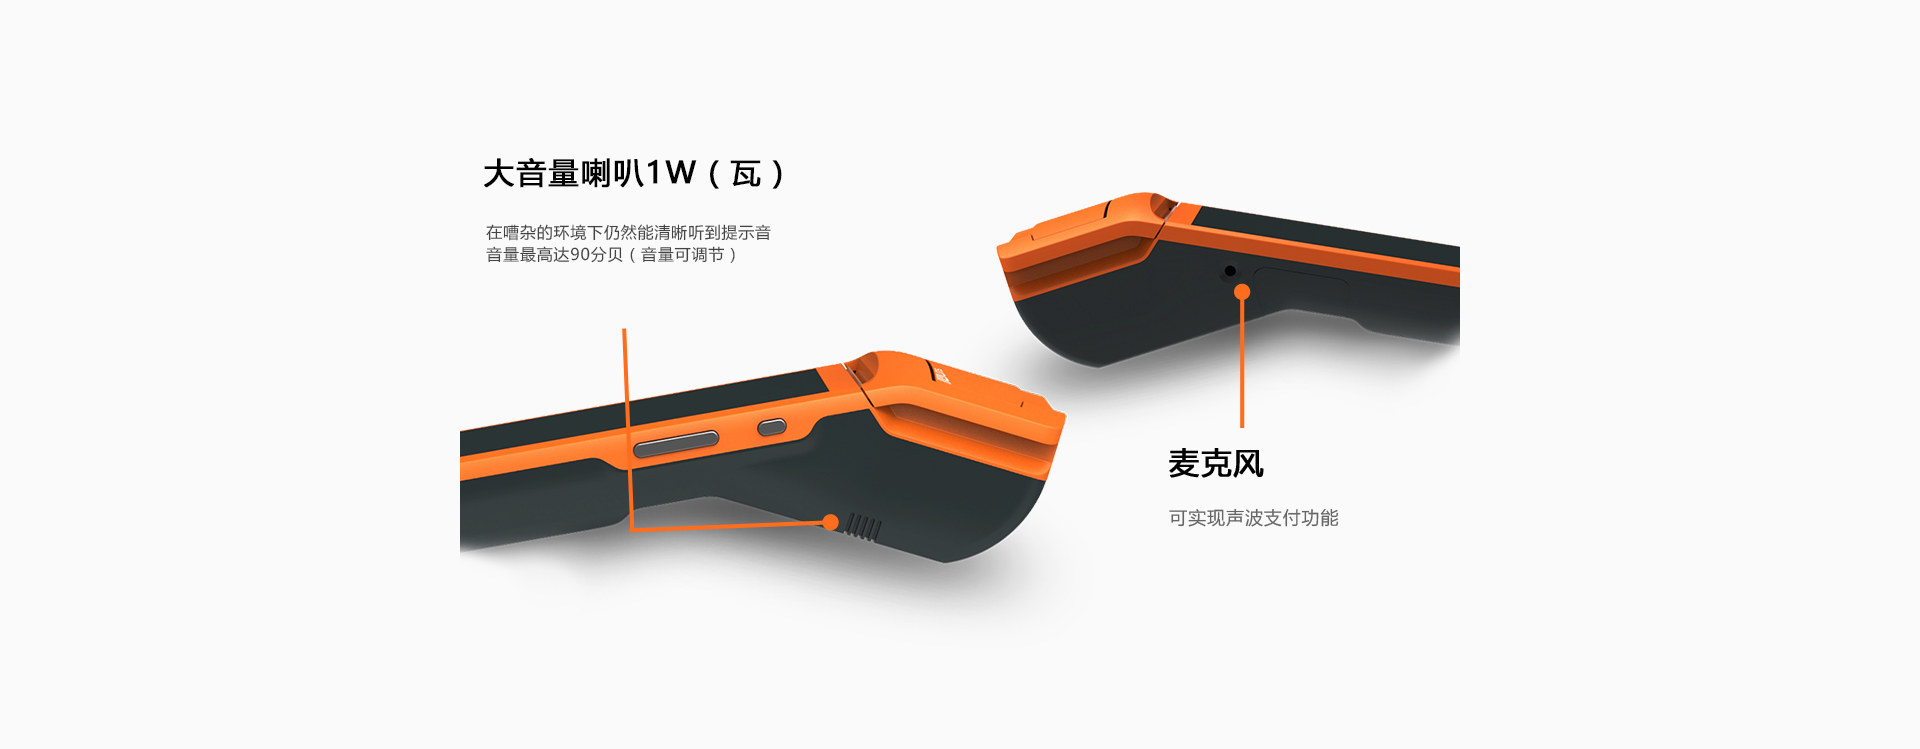 大音量喇叭1W（瓦）
在嘈杂的环境下仍然能清晰听到提示音
音量最高达90分贝（音量可调节）
麦克风
可实现声波支付功能